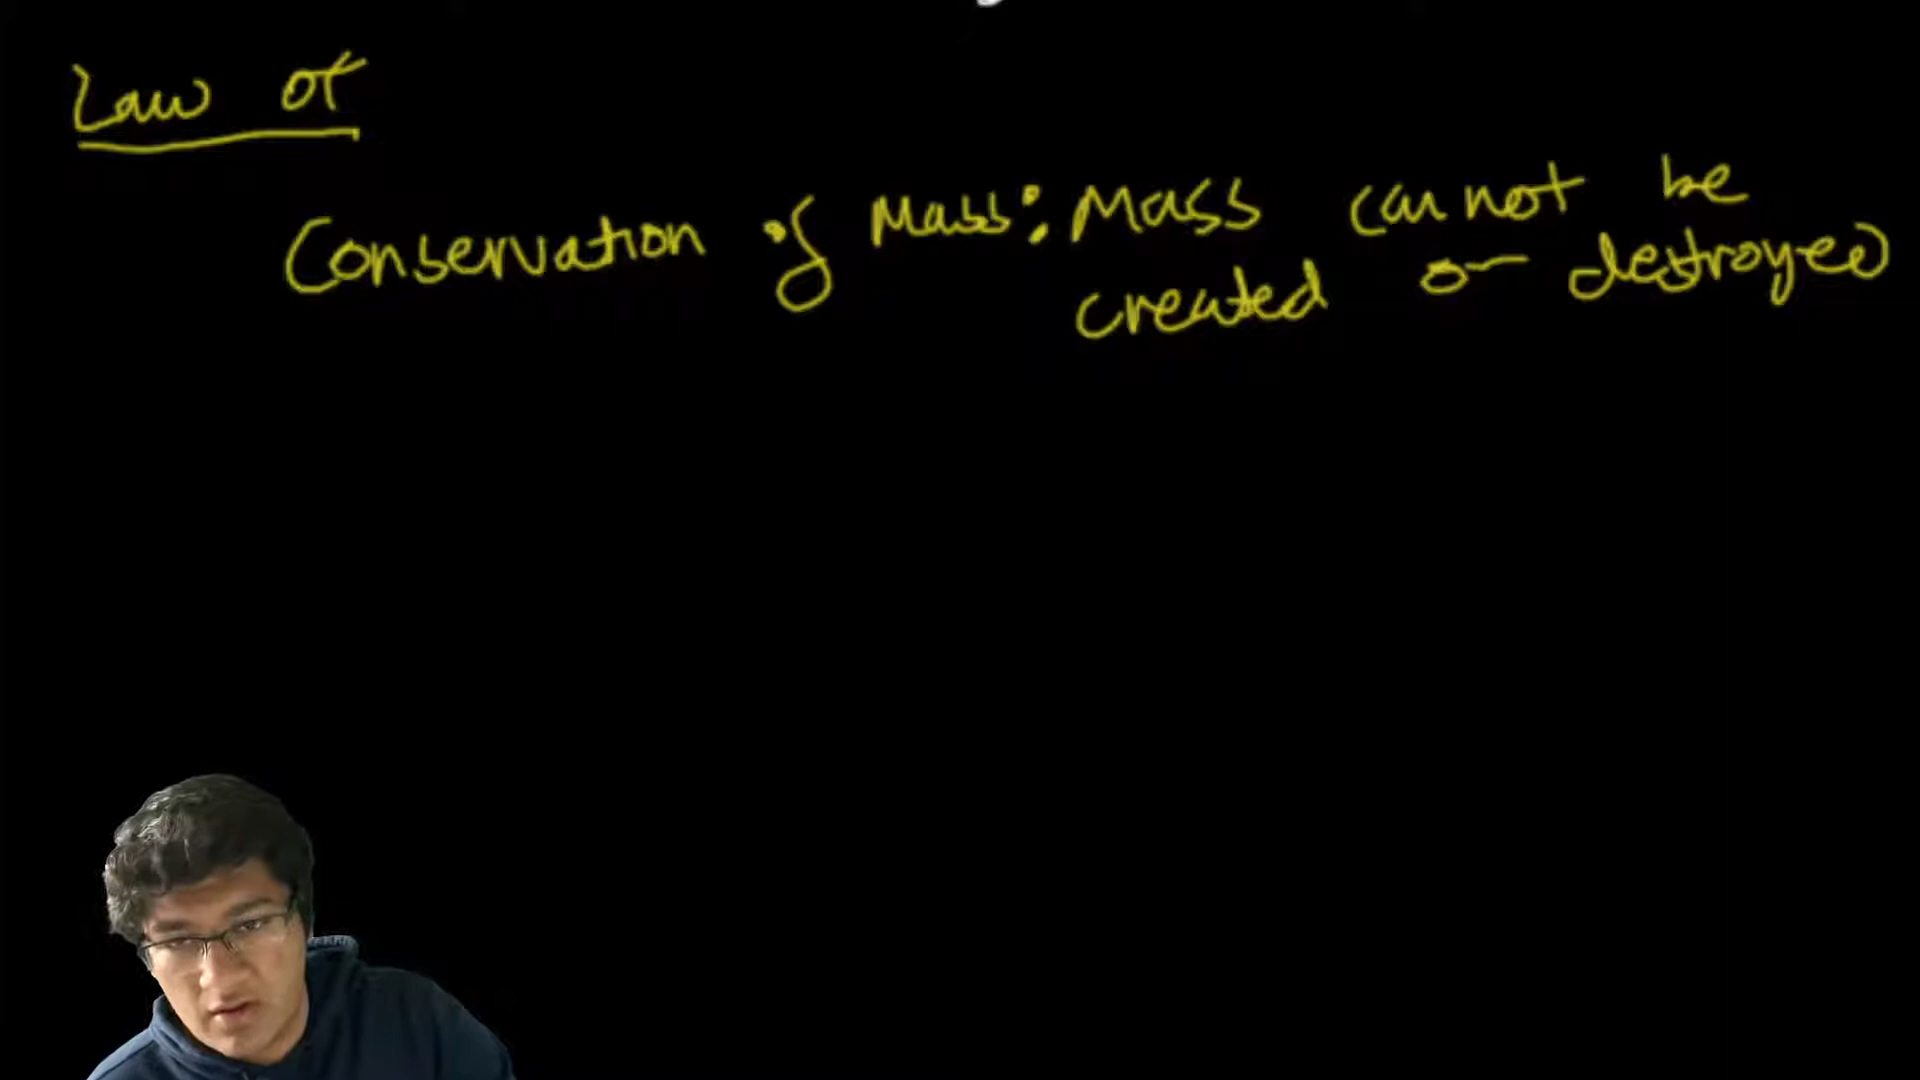 Law of
Conservation of Mass: Mass cannot be
created or destroyed